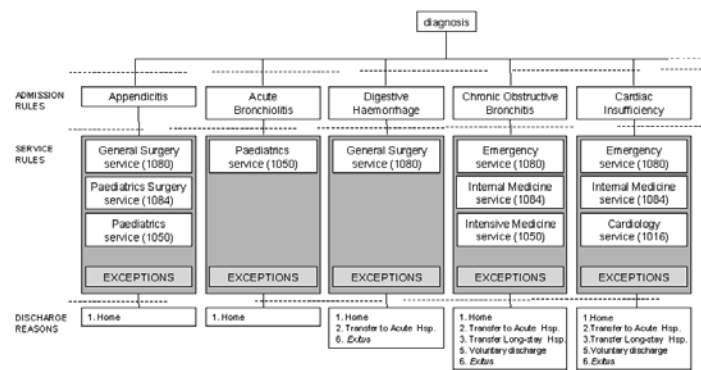 diagnosis
ADMISSION
RULES
Appendicitis
Acute
Bronchiolitis
Digestive
Haemorrhage
Chronic Obstructive
Bronchitis
Cardiac
Insufficiency
SERVICE
RULES
General Surgery
service (1080)
Paediatrics Surgery
service (1084)
Paediatrics
service (1050)
EXCEPTIONS
Paediatrics
service (1050)
EXCEPTIONS
General Surgery
service (1080)
EXCEPTIONS
Emergency
service (1080)
Internal Medicine
service (1084)
Intensive Medicine
service (1050)
EXCEPTIONS
Emergency
service (1080)
Internal Medicine
service (1084)
Cardiology
service (1016)
EXCEPTIONS
DISCHARGE
REASONS
1. Home
1. Home
1. Home
2. Transfer to Acute Hsp.
6. Exitus
1. Home
2. Transfer to Acute Hsp.
3. Transfer Long-stay Hsp.
5. Voluntary discharge
6. Exitus
1.Home
2.Transfer to Acute Hsp.
3.Transfer Long-stay Hsp.
5.Voluntary discharge
6. Exitus